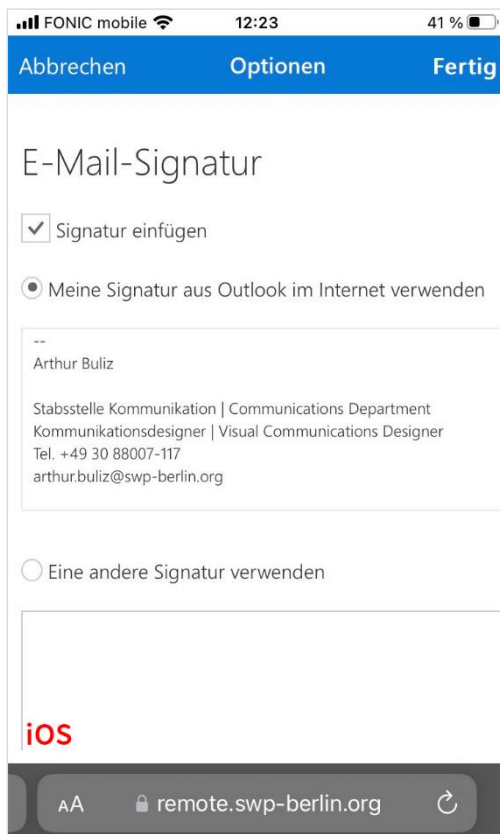 FONIC mobile 12:23 41 %
Abbrechen Optionen Fertig
E-Mail-Signatur
Signatur einfügen
Meine Signatur aus Outlook im Internet verwenden
--
Arthur Buliz
Stabsstelle Kommunikation | Communications Department
Kommunikationsdesigner | Visual Communications Designer
Tel. +49 30 88007-117
arthur.buliz@swp-berlin.org
Eine andere Signatur verwenden
iOS
AA remote.swp-berlin.org